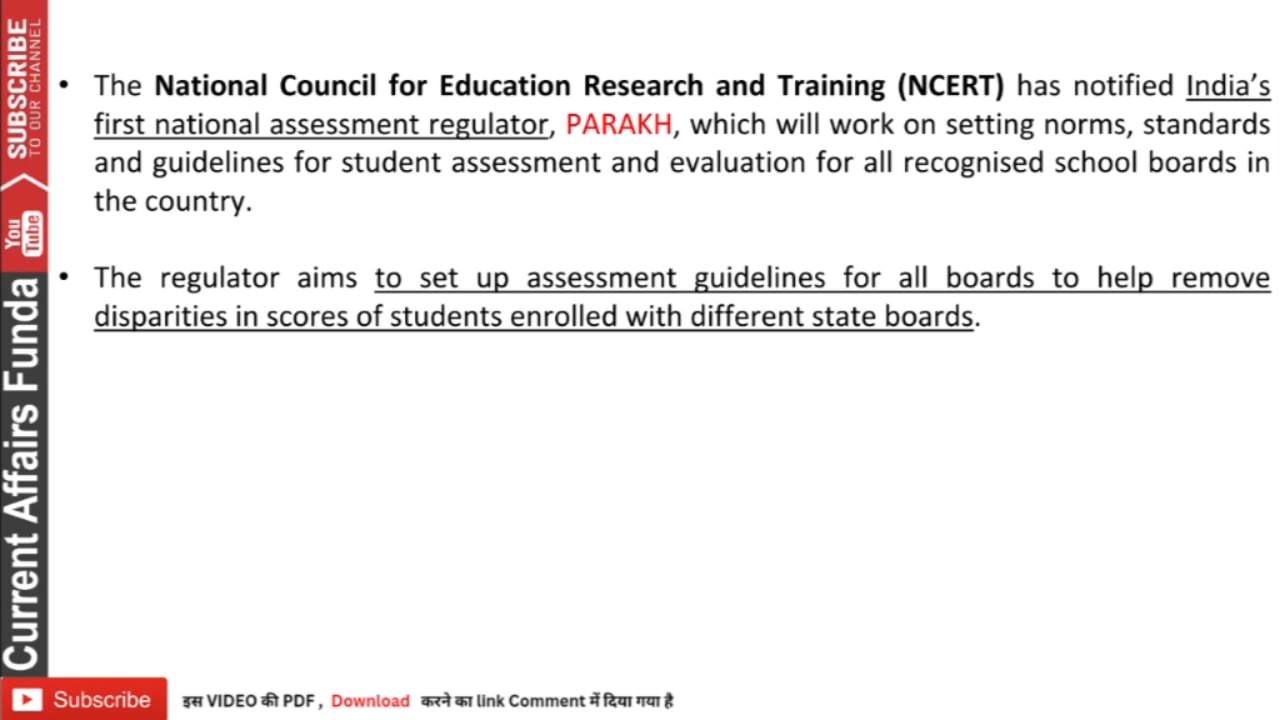 • The National Council for Education Research and Training (NCERT) has notified India’s
first national assessment regulator, PARAKH, which will work on setting norms, standards
and guidelines for student assessment and evaluation for all recognised school boards in
the country.
• The regulator aims to set up assessment guidelines for all boards to help remove
disparities in scores of students enrolled with different state boards.
SUBSCRIBE
TO OUR CHANNEL
You
Tube
Current Affairs Funda
Subscribe
इस VIDEO की PDF , Download करने का link Comment में दिया गया है